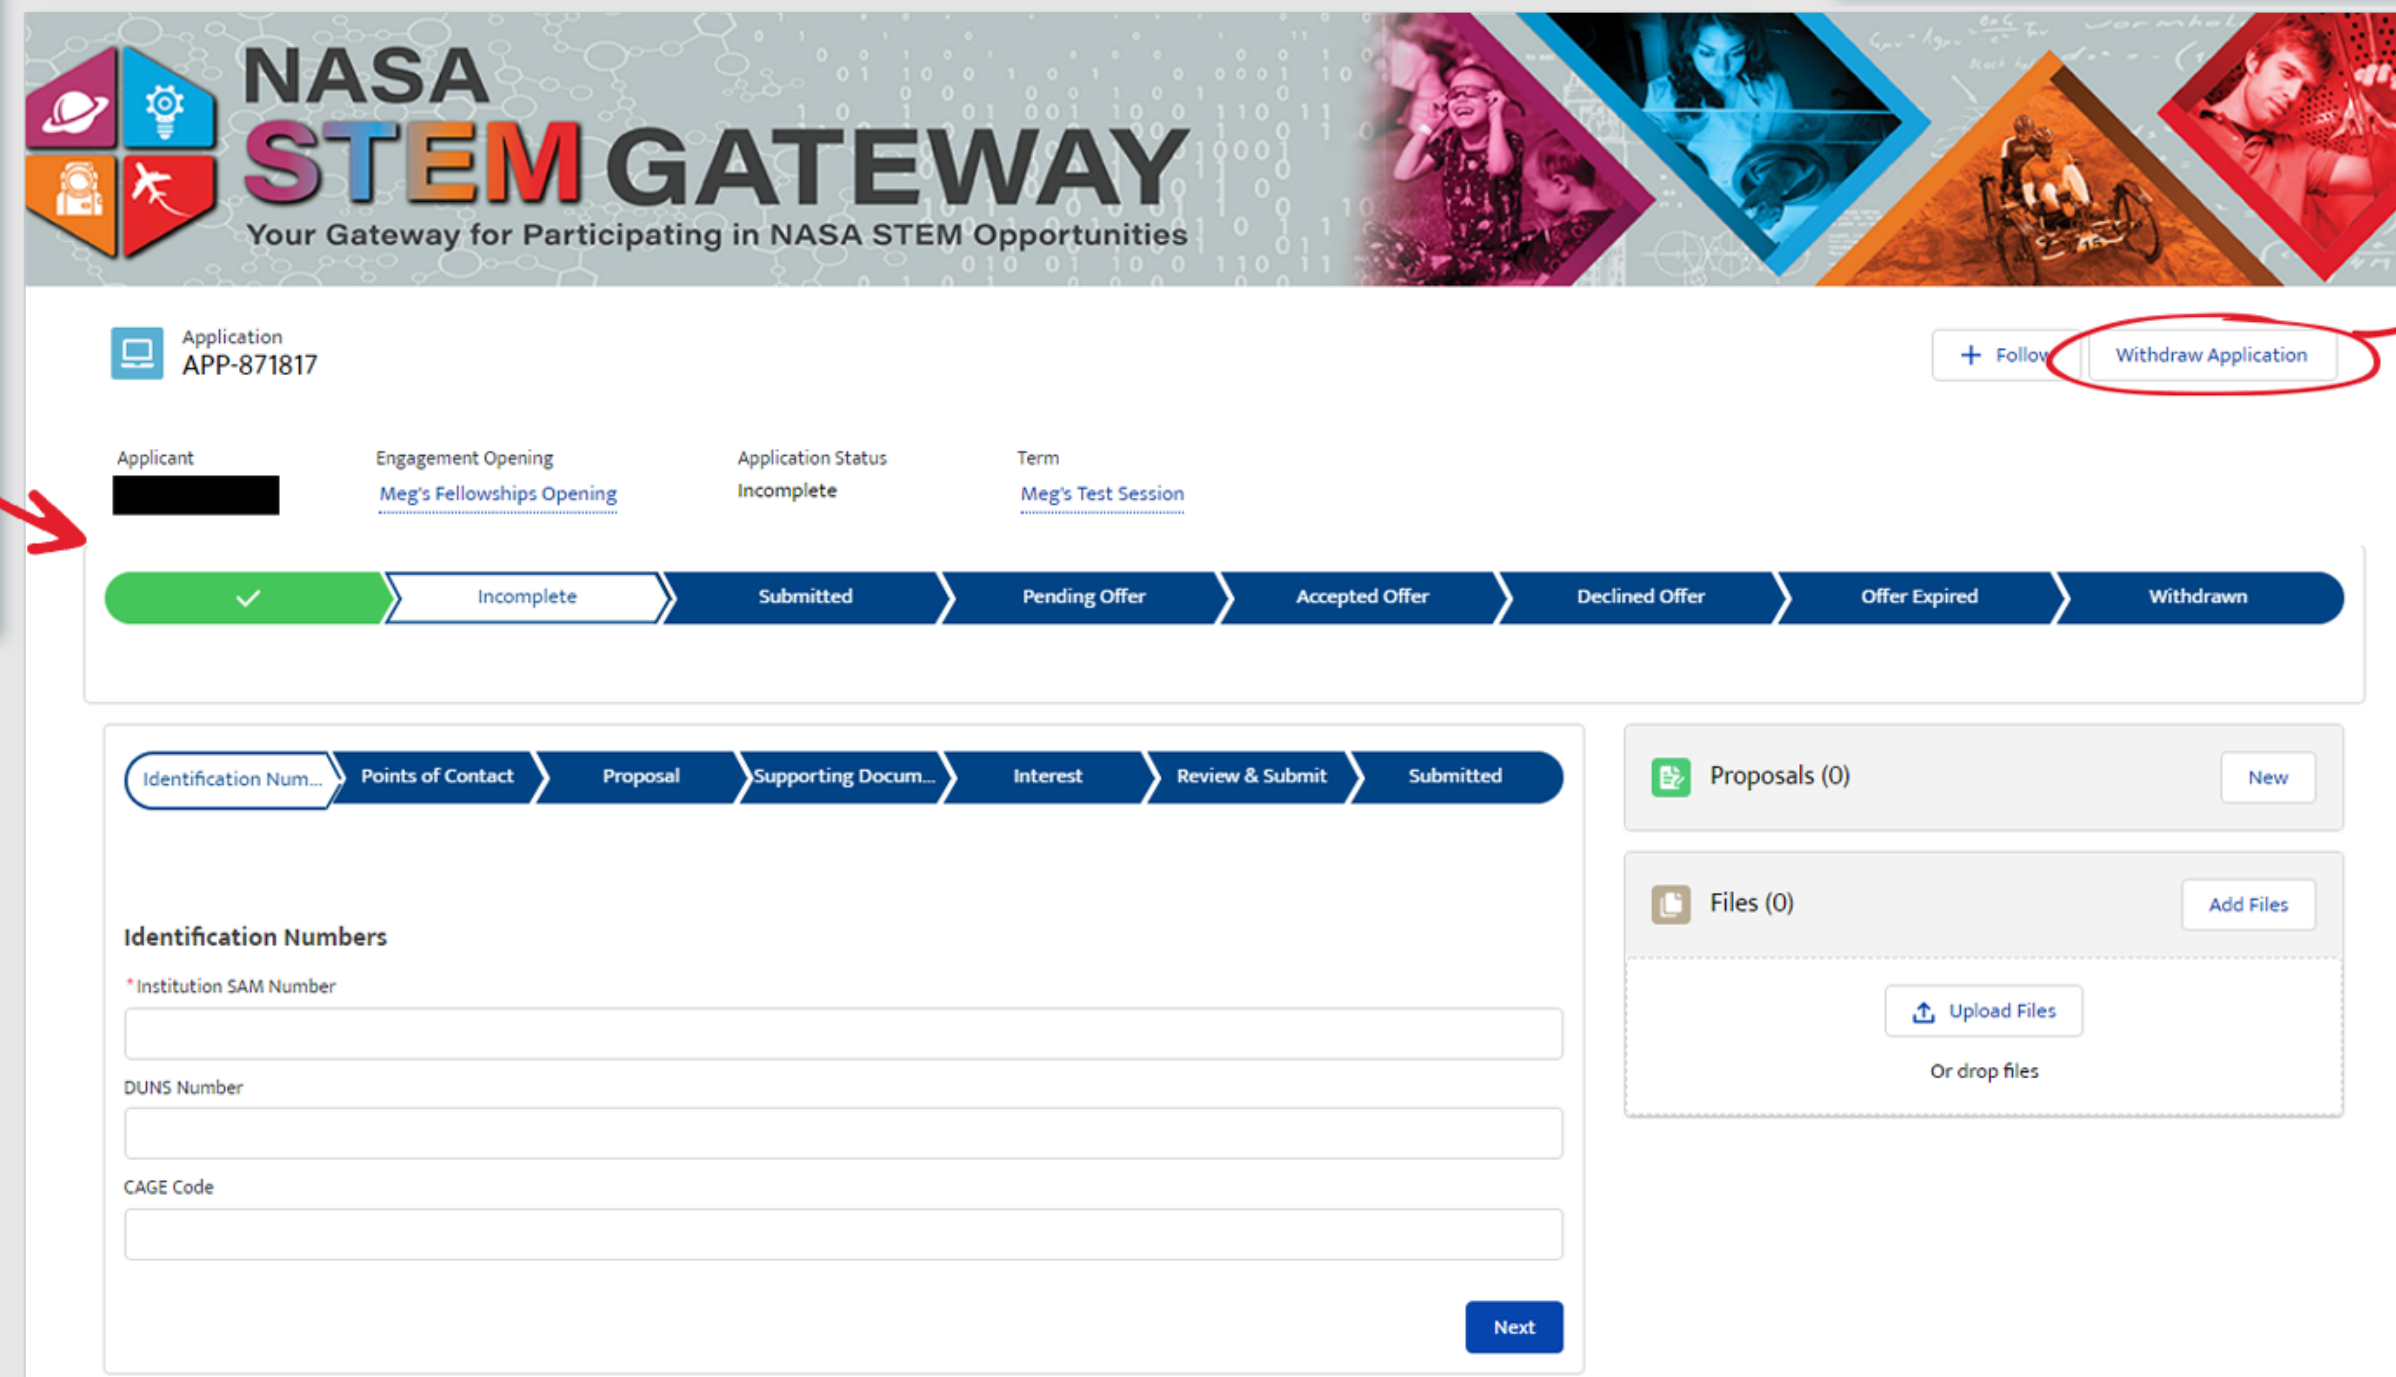 NASA
STEM GATEWAY
Your Gateway for Participating in NASA STEM Opportunities
Application
APP-871817
+ Follow
Withdraw Application
Applicant
Engagement Opening
Application Status
Term
Meg's Fellowships Opening
Incomplete
Meg's Test Session
Incomplete
Submitted
Pending Offer
Accepted Offer
Declined Offer
Offer Expired
Withdrawn
Identification Num...
Points of Contact
Proposal
Supporting Docum...
Interest
Review & Submit
Submitted
Proposals (0)
New
Files (0)
Add Files
Upload Files
Or drop files
Identification Numbers
*Institution SAM Number
DUNS Number
CAGE Code
Next